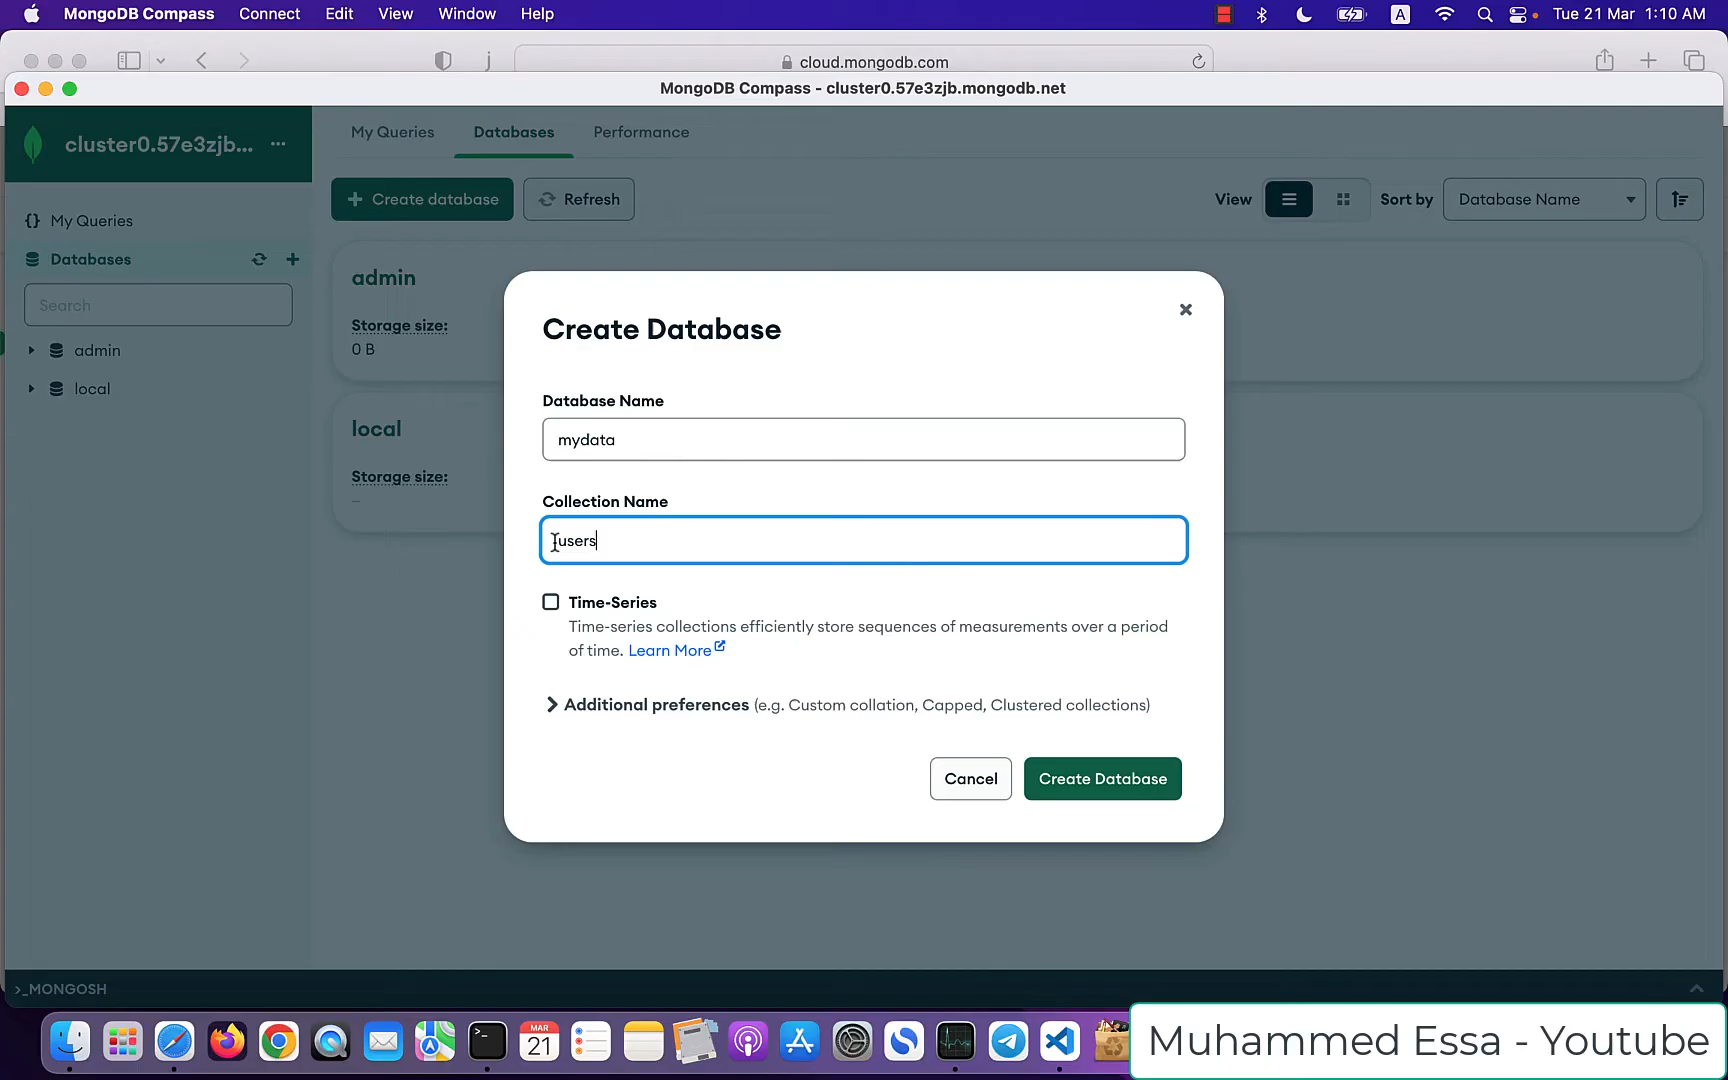 MongoDB Compass Connect Edit View Window Help
A Tue 21 Mar 1:10 AM
cloud.mongodb.com
MongoDB Compass - cluster0.57e3zjb.mongodb.net
cluster0.57e3zjb... ···
My Queries Databases Performance
+ Create database Refresh
View Sort by Database Name
{} My Queries
Databases
Search
admin
local
admin
Storage size:
0 B
local
Storage size:
–
Create Database
Database Name
mydata
Collection Name
users
Time-Series
Time-series collections efficiently store sequences of measurements over a period
of time. Learn More
Additional preferences (e.g. Custom collation, Capped, Clustered collections)
Cancel Create Database
>_MONGOSH
MAR
21
Muhammed Essa - Youtube